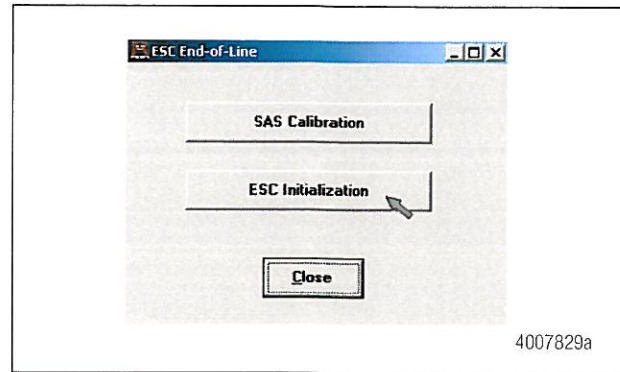 ESC End-of-Line
SAS Calibration
ESC Initialization
Close
4007829a